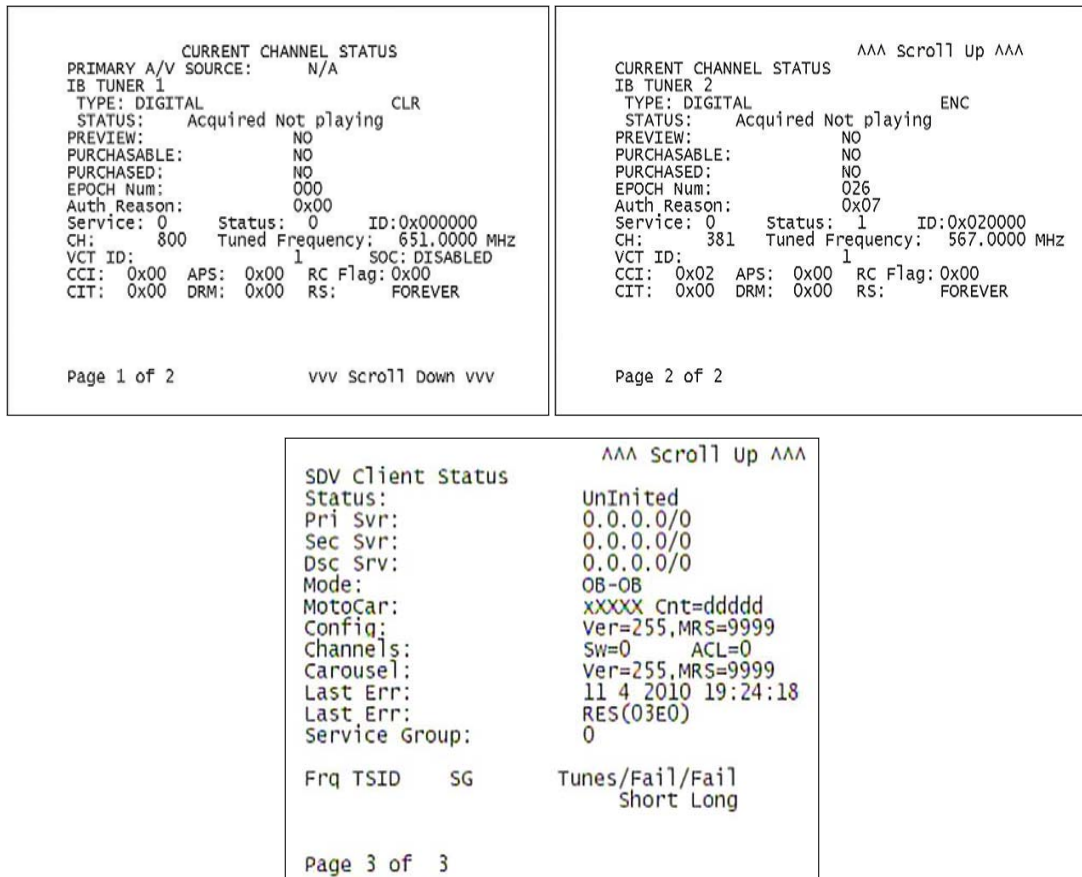 CURRENT CHANNEL STATUS
PRIMARY A/V SOURCE: N/A
IB TUNER 1
TYPE: DIGITAL CLR
STATUS: Acquired Not playing
PREVIEW: NO
PURCHASABLE: NO
PURCHASED: NO
EPOCH Num: 000
Auth Reason: 0x00
Service: 0 Status: 0 ID:0x000000
CH: 800 Tuned Frequency: 651.0000 MHz
VCT ID: 1 SOC: DISABLED
CCI: 0x00 APS: 0x00 RC Flag: 0x00
CIT: 0x00 DRM: 0x00 RS: FOREVER
Page 1 of 2 vvv Scroll Down vvv
ΛΛΛ Scroll Up ΛΛΛ
CURRENT CHANNEL STATUS
IB TUNER 2
TYPE: DIGITAL ENC
STATUS: Acquired Not playing
PREVIEW: NO
PURCHASABLE: NO
PURCHASED: NO
EPOCH Num: 026
Auth Reason: 0x07
Service: 0 Status: 1 ID:0x020000
CH: 381 Tuned Frequency: 567.0000 MHz
VCT ID: 1
CCI: 0x02 APS: 0x00 RC Flag: 0x00
CIT: 0x00 DRM: 0x00 RS: FOREVER
Page 2 of 2
ΛΛΛ Scroll Up ΛΛΛ
SDV Client Status
Status: UnInited
Pri Svr: 0.0.0.0/0
Sec Svr: 0.0.0.0/0
Dsc Srv: 0.0.0.0/0
Mode: OB-OB
MotoCar: xXXXX Cnt=ddddd
Config: Ver=255,MRS=9999
Channels: Sw=0 ACL=0
Carousel: Ver=255,MRS=9999
Last Err: 11 4 2010 19:24:18
Last Err: RES(03E0)
Service Group: 0
Frq TSID SG Tunes/Fail/Fail
Short Long
Page 3 of 3